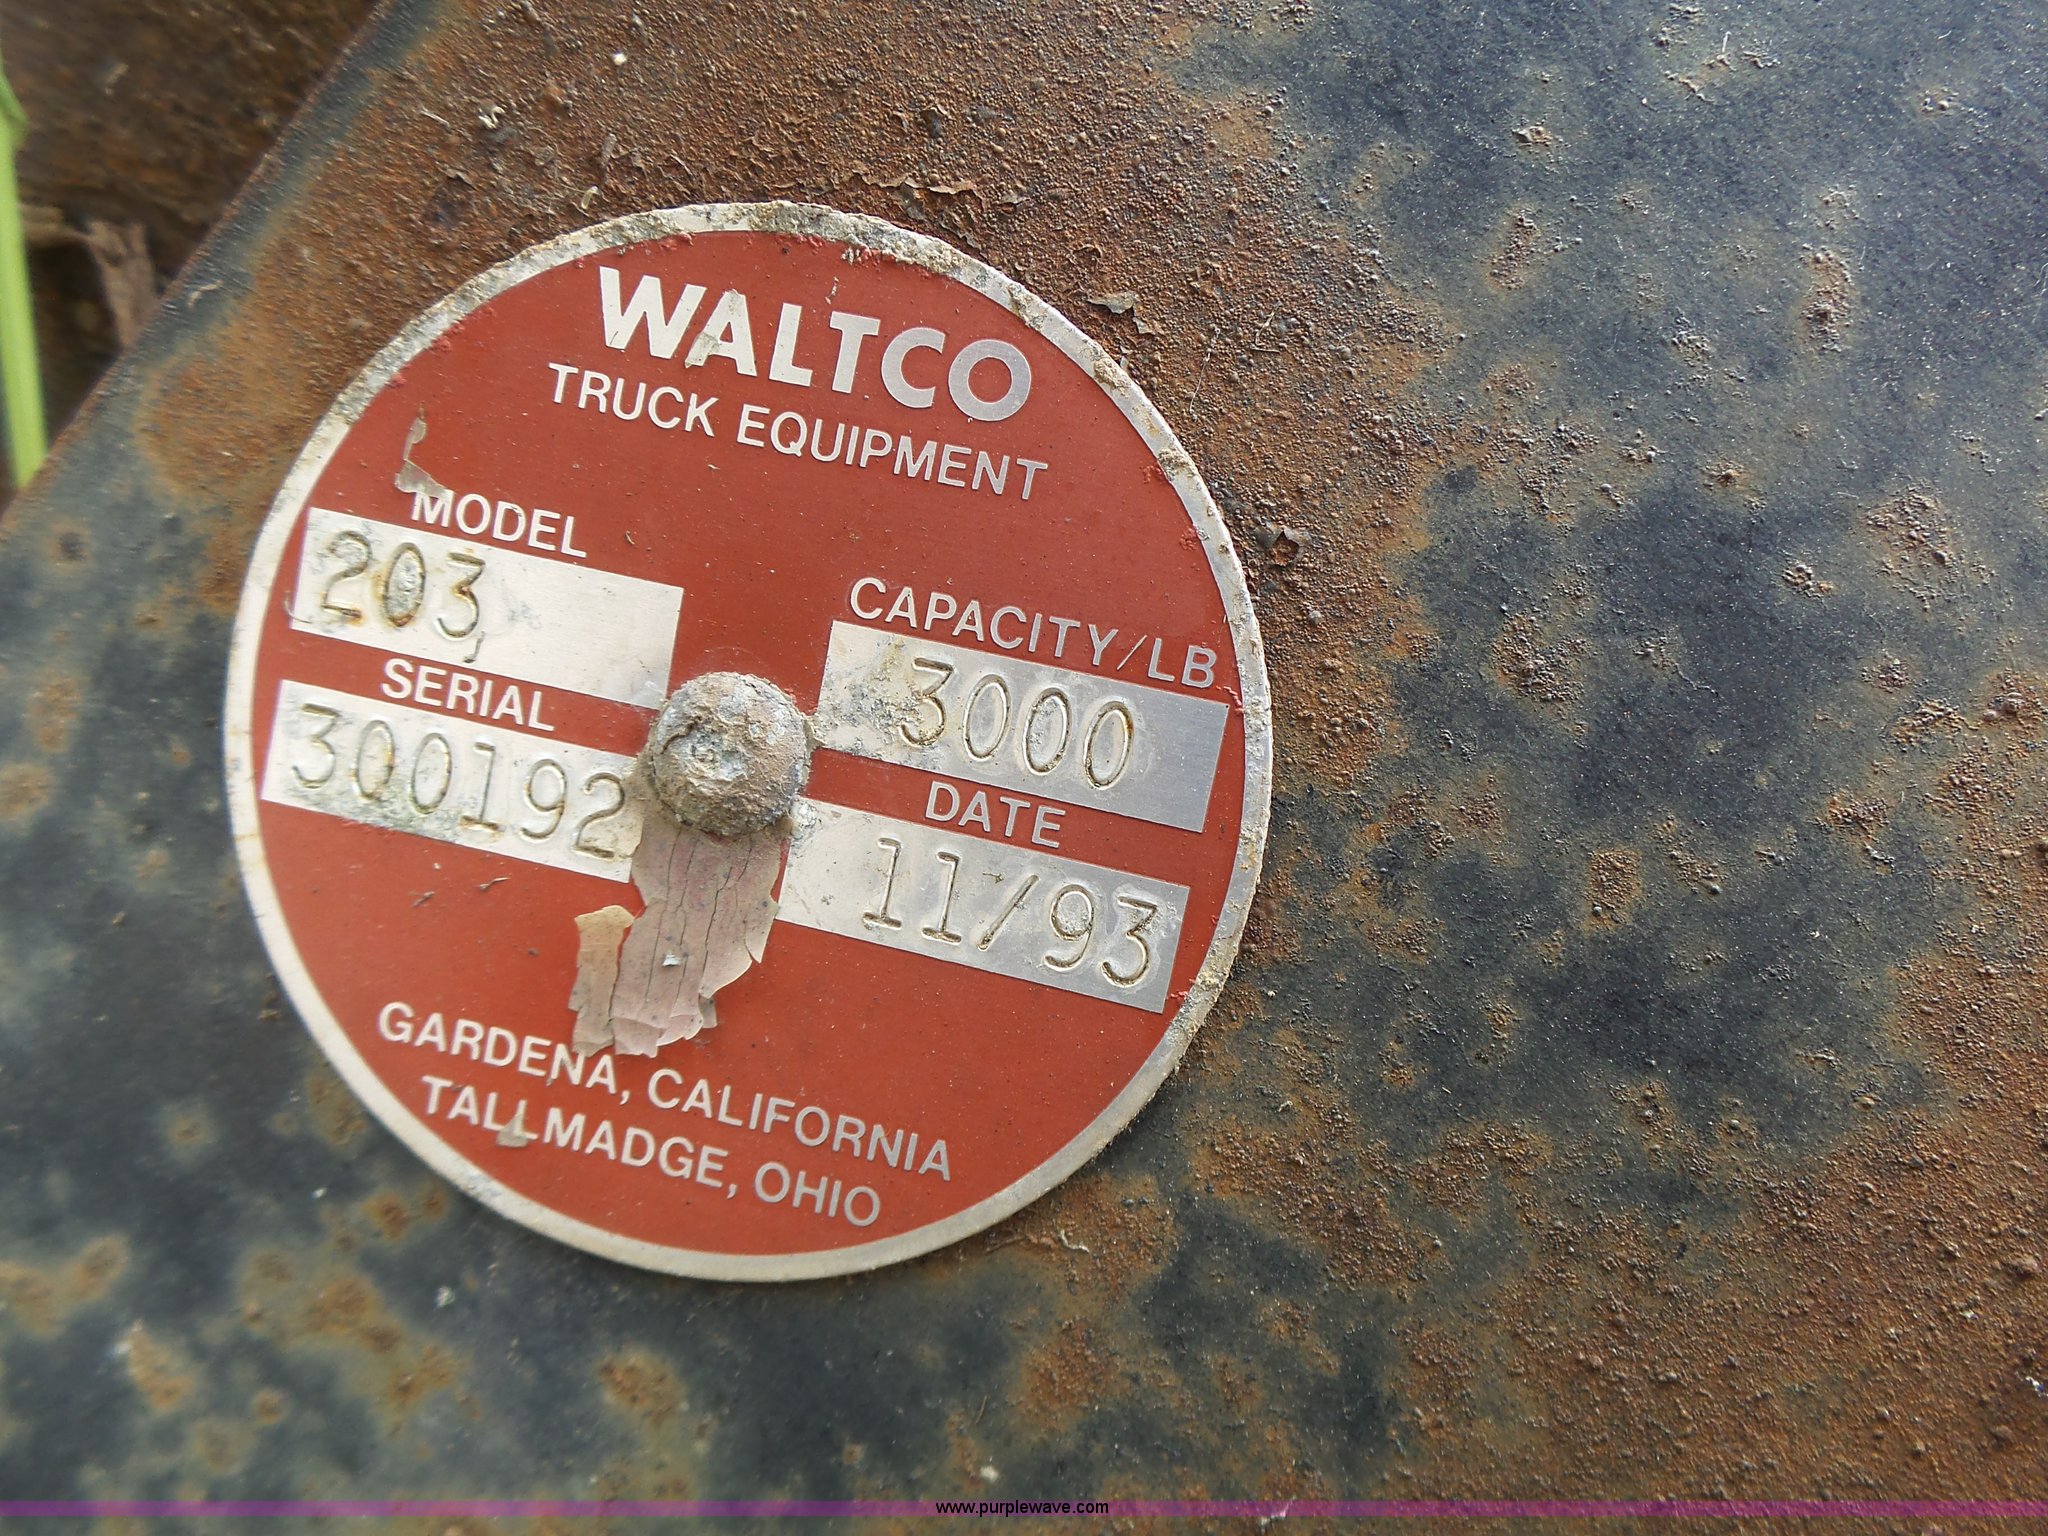 WALTCO
TRUCK EQUIPMENT
MODEL
203
SERIAL
300192
CAPACITY/LB
3000
DATE
11/93
GARDENA, CALIFORNIA
TALLMADGE, OHIO
www.purplewave.com